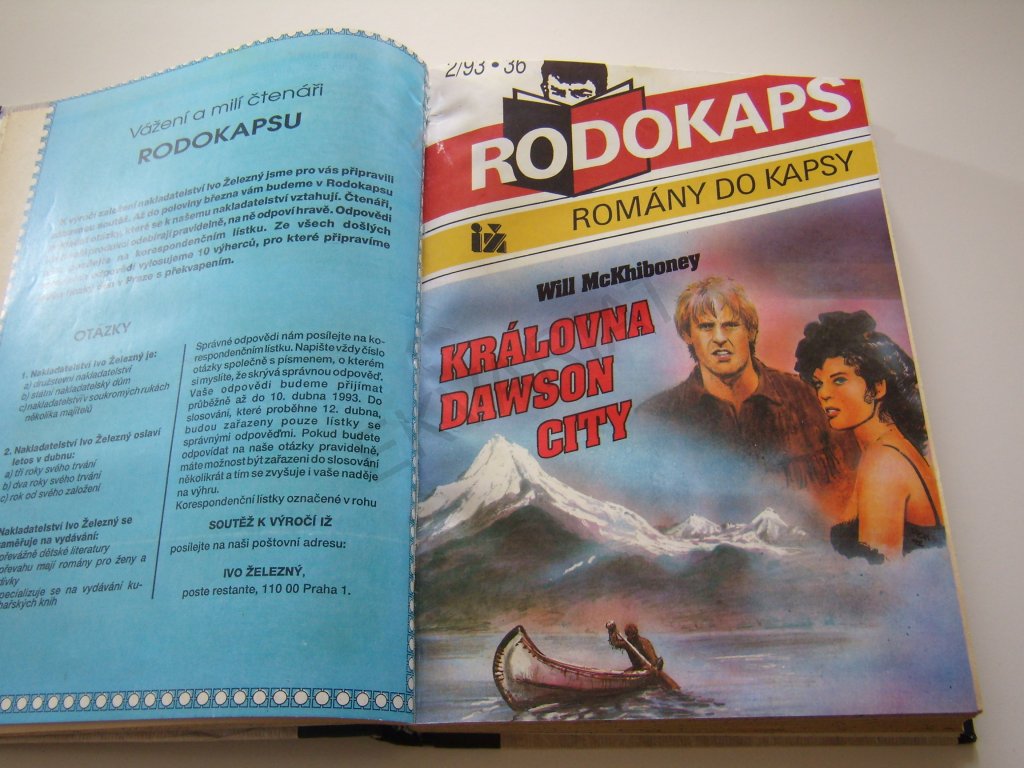 Vážení a milí čtenáři
RODOKAPSU
K výročí založení nakladatelství Ivo Železný jsme pro vás připravili
soutěž. Až do poloviny března vám budeme v Rodokapsu
otázky, které se k našemu nakladatelství vztahují. Čtenáři,
odebírají pravidelně, na ně odpoví hravě. Odpovědi
na korespondenčním lístku. Ze všech došlých
odpovědí vylosujeme 10 výherců, pro které připravíme
den v Praze s překvapením.
OTÁZKY
1. Nakladatelství Ivo Železný je:
a) družstevní nakladatelství
b) statní nakladatelský dům
c) nakladatelství v soukromých rukách
několika majitelů
2. Nakladatelství Ivo Železný oslaví
letos v dubnu:
a) tři roky svého trvání
b) dva roky svého trvání
c) rok od svého založení
Nakladatelství Ivo Železný se
zaměřuje na vydávání:
převážně dětské literatury
převahu mají romány pro ženy a
dívky
specializuje se na vydávání ku-
chařských knih
Správné odpovědi nám posílejte na ko-
respondenčním lístku. Napište vždy číslo
otázky společně s písmenem, o kterém
si myslíte, že skrývá správnou odpověď.
Vaše odpovědi budeme přijímat
průběžně až do 10. dubna 1993. Do
slosování, které proběhne 12. dubna,
budou zařazeny pouze lístky se
správnými odpověďmi. Pokud budete
odpovídat na naše otázky pravidelně,
máte možnost být zařazeni do slosování
několikrát a tím se zvyšuje i vaše naděje
na výhru.
Korespondenční lístky označené v rohu
SOUTĚŽ K VÝROČÍ IŽ
posílejte na naši poštovní adresu:
IVO ŽELEZNÝ,
poste restante, 110 00 Praha 1.
2/93 • 36
RODOKAPS
ROMÁNY DO KAPSY
iž
Will McKhiboney
KRÁLOVNA
DAWSON
CITY